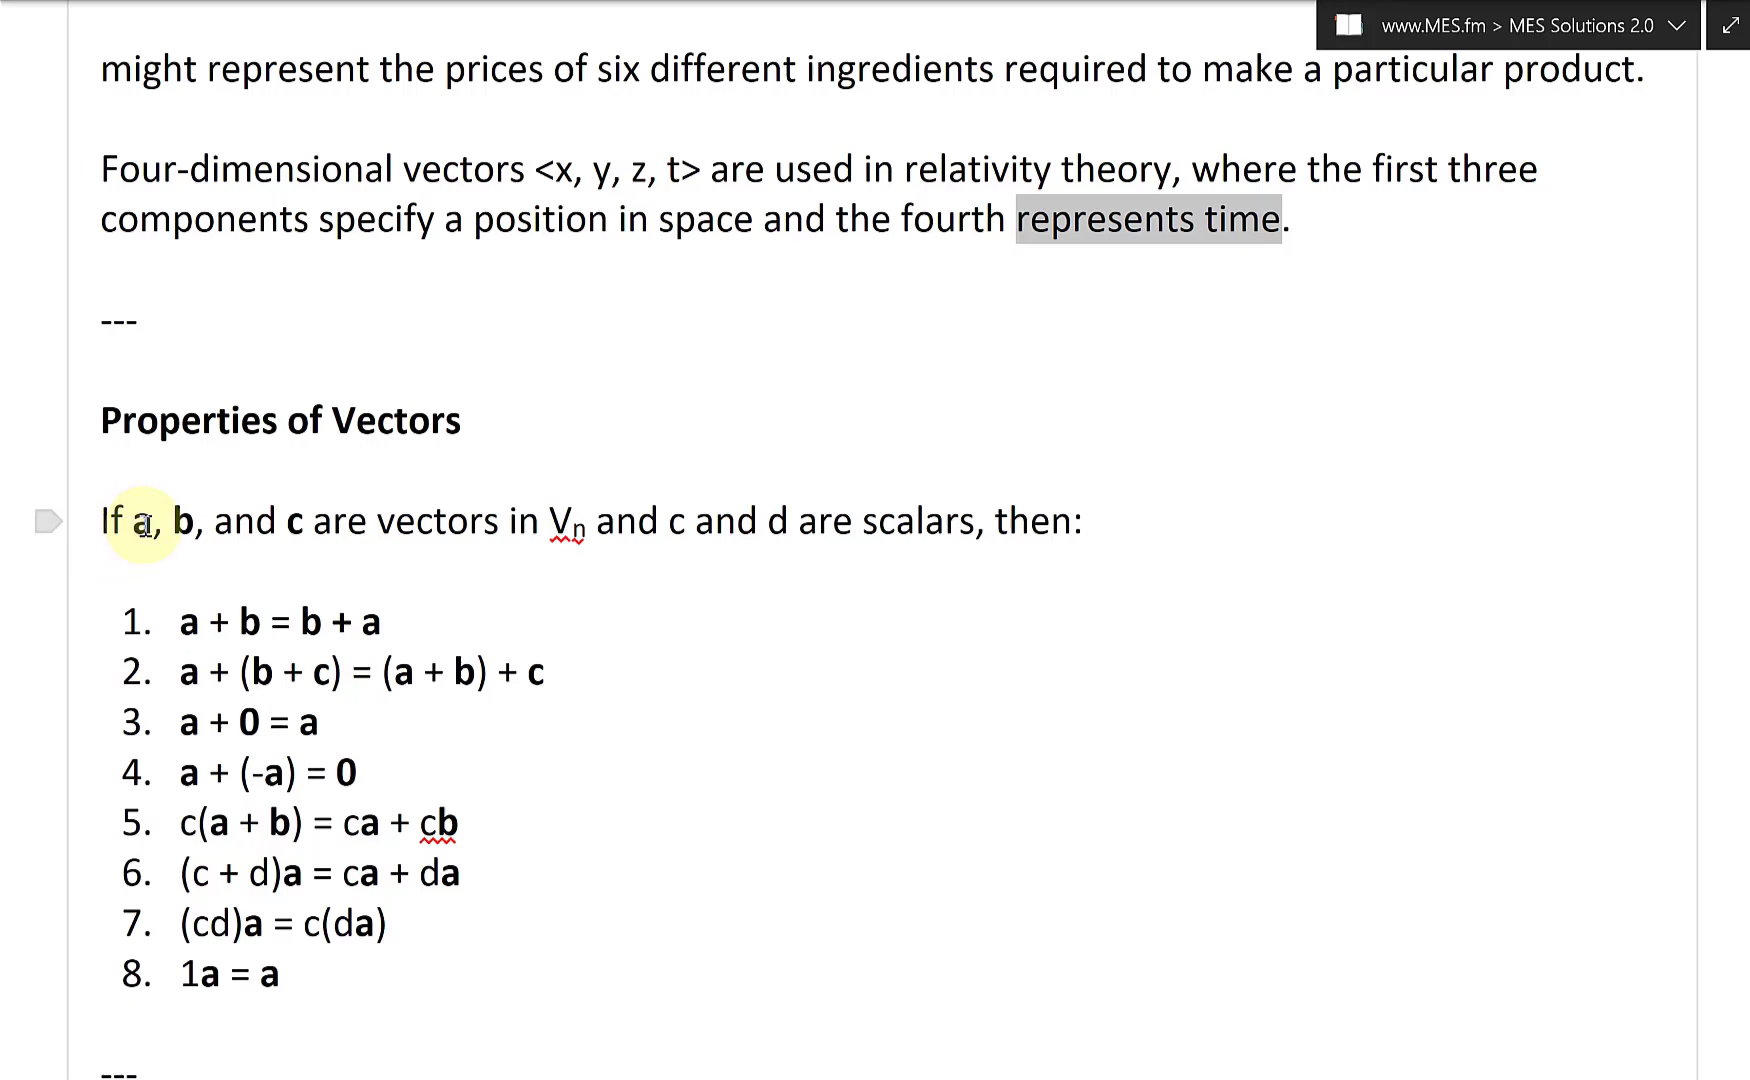 www.MES.fm > MES Solutions 2.0
might represent the prices of six different ingredients required to make a particular product.
Four-dimensional vectors <x, y, z, t> are used in relativity theory, where the first three
components specify a position in space and the fourth represents time.
---
Properties of Vectors
If a, b, and c are vectors in Vₙ and c and d are scalars, then:
1. a + b = b + a
2. a + (b + c) = (a + b) + c
3. a + 0 = a
4. a + (-a) = 0
5. c(a + b) = ca + cb
6. (c + d)a = ca + da
7. (cd)a = c(da)
8. 1a = a
---